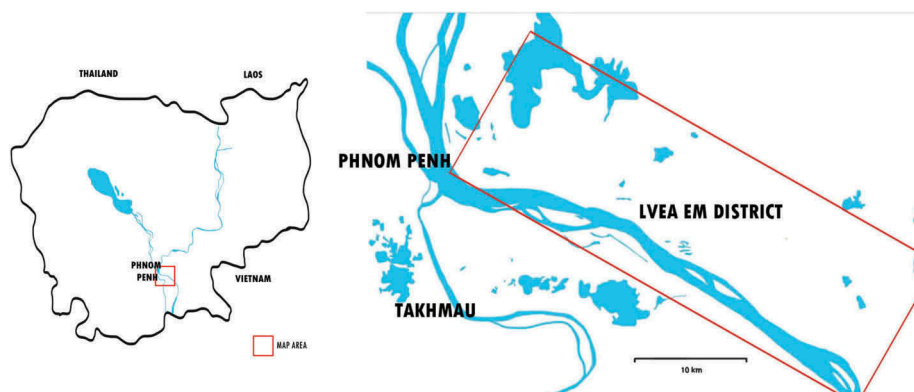 THAILAND
LAOS
PHNOM
PENH
VIETNAM
MAP AREA
PHNOM PENH
LVEA EM DISTRICT
TAKHMAU
10 km